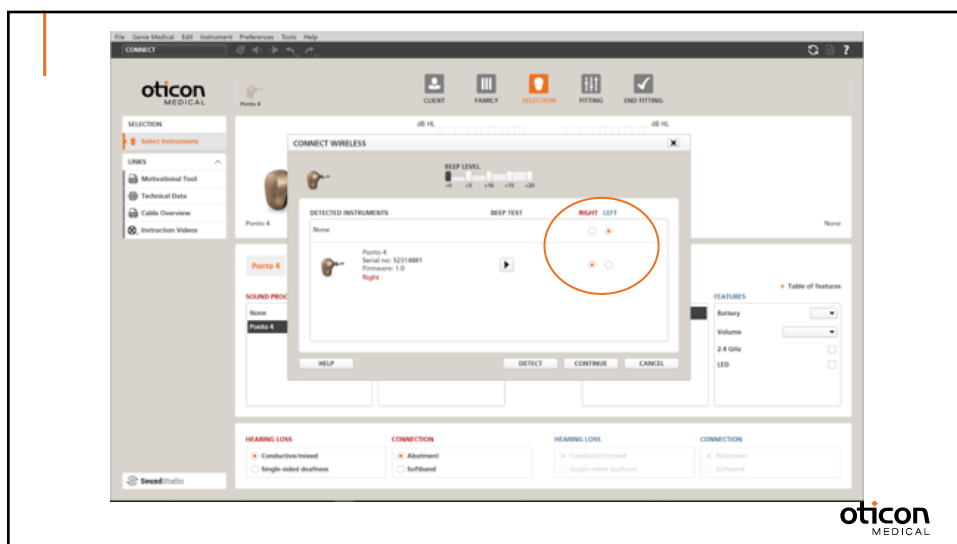 File Genie Medical Edit Instrument Preferences Tools Help
CONNECT
?
oticon
MEDICAL
Ponto 4
CLIENT FAMILY SELECTION FITTING END FITTING
SELECTION
Select Instruments
LINKS
Motivational Tool
Technical Data
Cable Overview
Instruction Videos
dB HL dB HL
CONNECT WIRELESS
BEEP LEVEL
+0 +5 +10 +15 +20
DETECTED INSTRUMENTS BEEP TEST RIGHT LEFT
None
Ponto 4
Serial no: 52314881
Firmware: 1.0
Right
HELP DETECT CONTINUE CANCEL
Ponto 4 None
Ponto 4
Table of features
SOUND PROC
None
Ponto 4
FEATURES
Battery
Volume
2.4 GHz
LED
HEARING LOSS CONNECTION HEARING LOSS CONNECTION
Conductive/mixed Abutment Conductive/mixed Abutment
Single-sided deafness Softband Single-sided deafness Softband
SoundStudio
oticon
MEDICAL